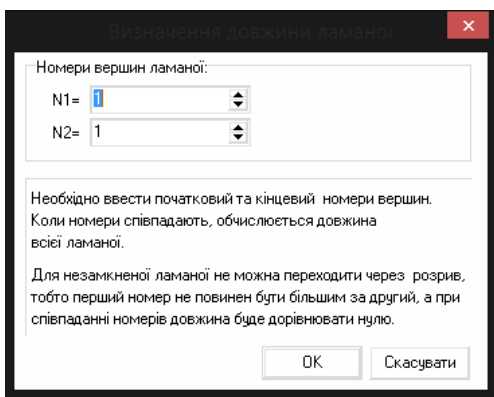 Визначення довжини ламаної
Номери вершин ламаної:
N1= 1
N2= 1
Необхідно ввести початковий та кінцевий номери вершин.
Коли номери співпадають, обчислюється довжина
всієї ламаної.
Для незамкненої ламаної не можна переходити через розрив,
тобто перший номер не повинен бути більшим за другий, а при
співпаданні номерів довжина буде дорівнювати нулю.
OK Скасувати